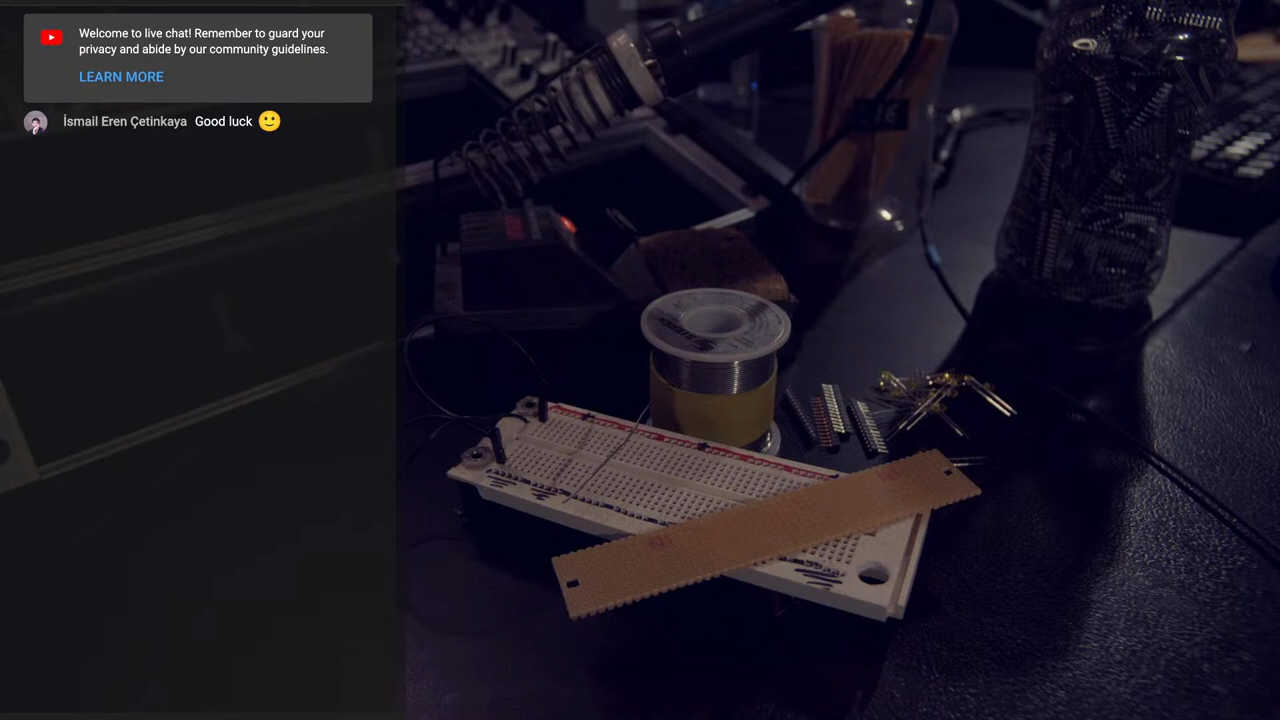 Welcome to live chat! Remember to guard your
privacy and abide by our community guidelines.
LEARN MORE
İsmail Eren Çetinkaya Good luck 🙂